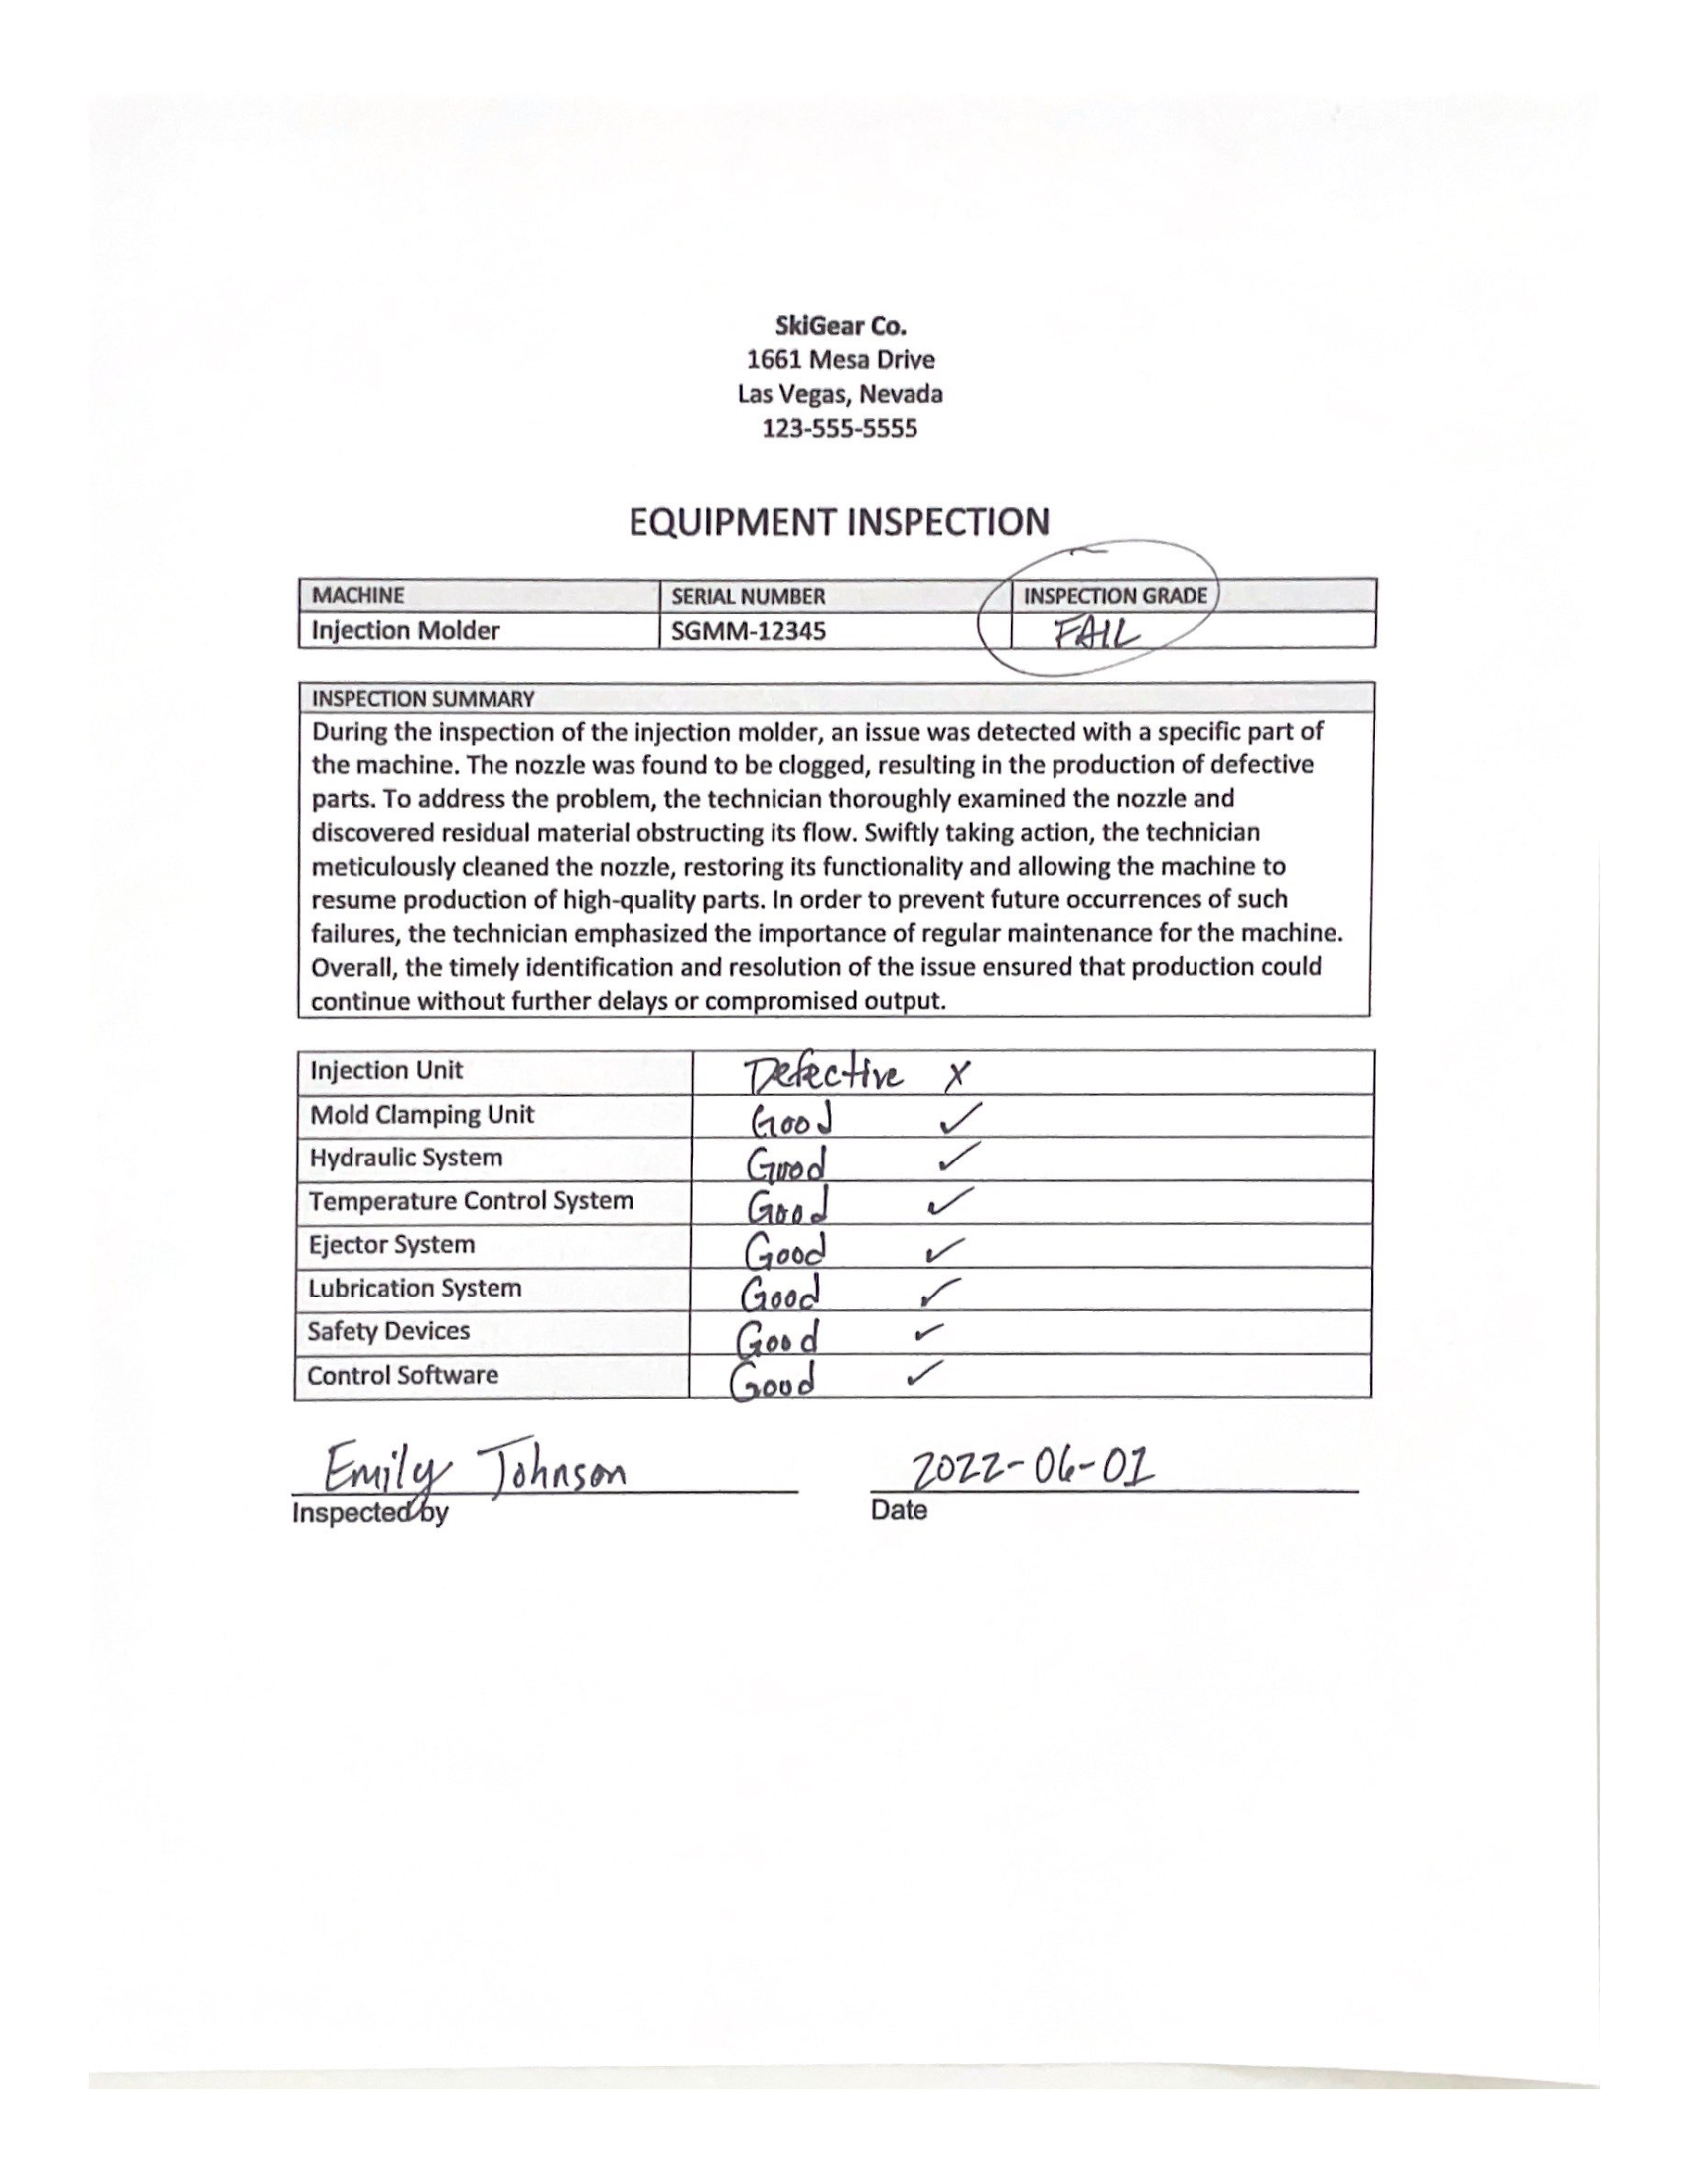 SkiGear Co.
1661 Mesa Drive
Las Vegas, Nevada
123-555-5555
EQUIPMENT INSPECTION
MACHINE SERIAL NUMBER INSPECTION GRADE
Injection Molder SGMM-12345 FAIL
INSPECTION SUMMARY
During the inspection of the injection molder, an issue was detected with a specific part of
the machine. The nozzle was found to be clogged, resulting in the production of defective
parts. To address the problem, the technician thoroughly examined the nozzle and
discovered residual material obstructing its flow. Swiftly taking action, the technician
meticulously cleaned the nozzle, restoring its functionality and allowing the machine to
resume production of high-quality parts. In order to prevent future occurrences of such
failures, the technician emphasized the importance of regular maintenance for the machine.
Overall, the timely identification and resolution of the issue ensured that production could
continue without further delays or compromised output.
Injection Unit Defective X
Mold Clamping Unit Good ✓
Hydraulic System Good ✓
Temperature Control System Good ✓
Ejector System Good ✓
Lubrication System Good ✓
Safety Devices Good ✓
Control Software Good ✓
Emily Johnson 2022-06-01
Inspected by Date